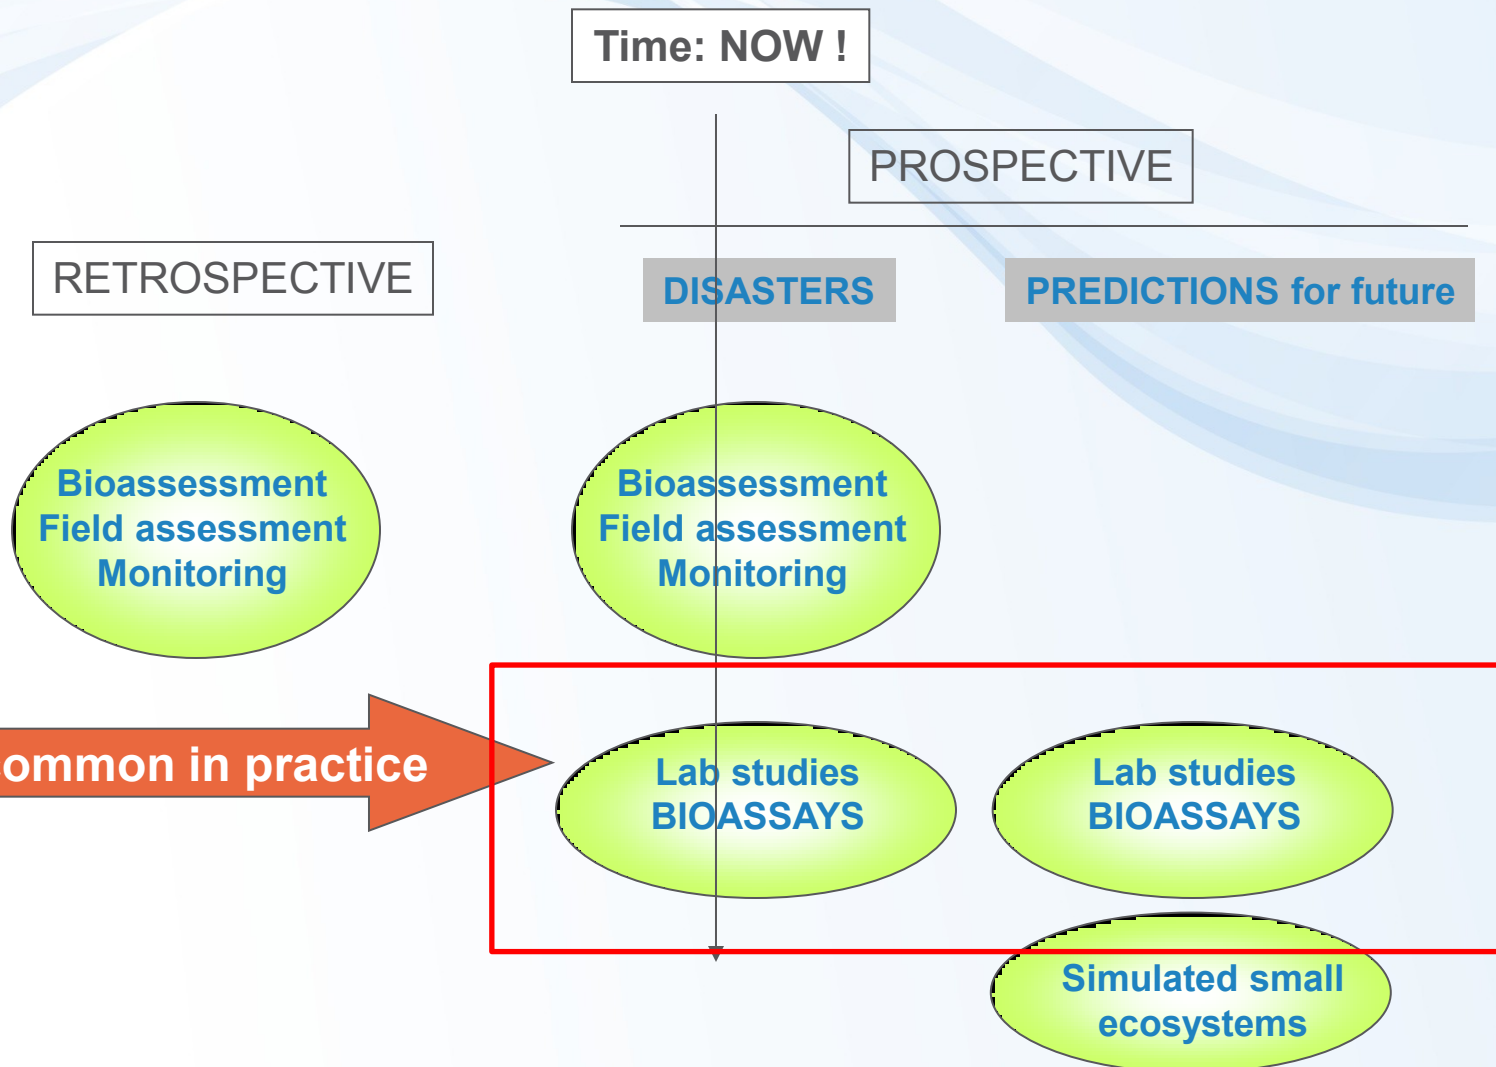 Time: NOW !
PROSPECTIVE
RETROSPECTIVE
DISASTERS
PREDICTIONS for future
Bioassessment
Field assessment
Monitoring
Bioassessment
Field assessment
Monitoring
common in practice
Lab studies
BIOASSAYS
Lab studies
BIOASSAYS
Simulated small
ecosystems